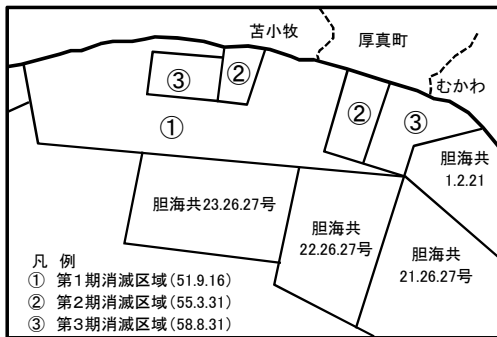 苫小牧
厚真町
むかわ
③
②
①
②
③
胆海共
1.2.21
胆海共23.26.27号
胆海共
22.26.27号
胆海共
21.26.27号
凡 例
① 第1期消滅区域(51.9.16)
② 第2期消滅区域(55.3.31)
③ 第3期消滅区域(58.8.31)